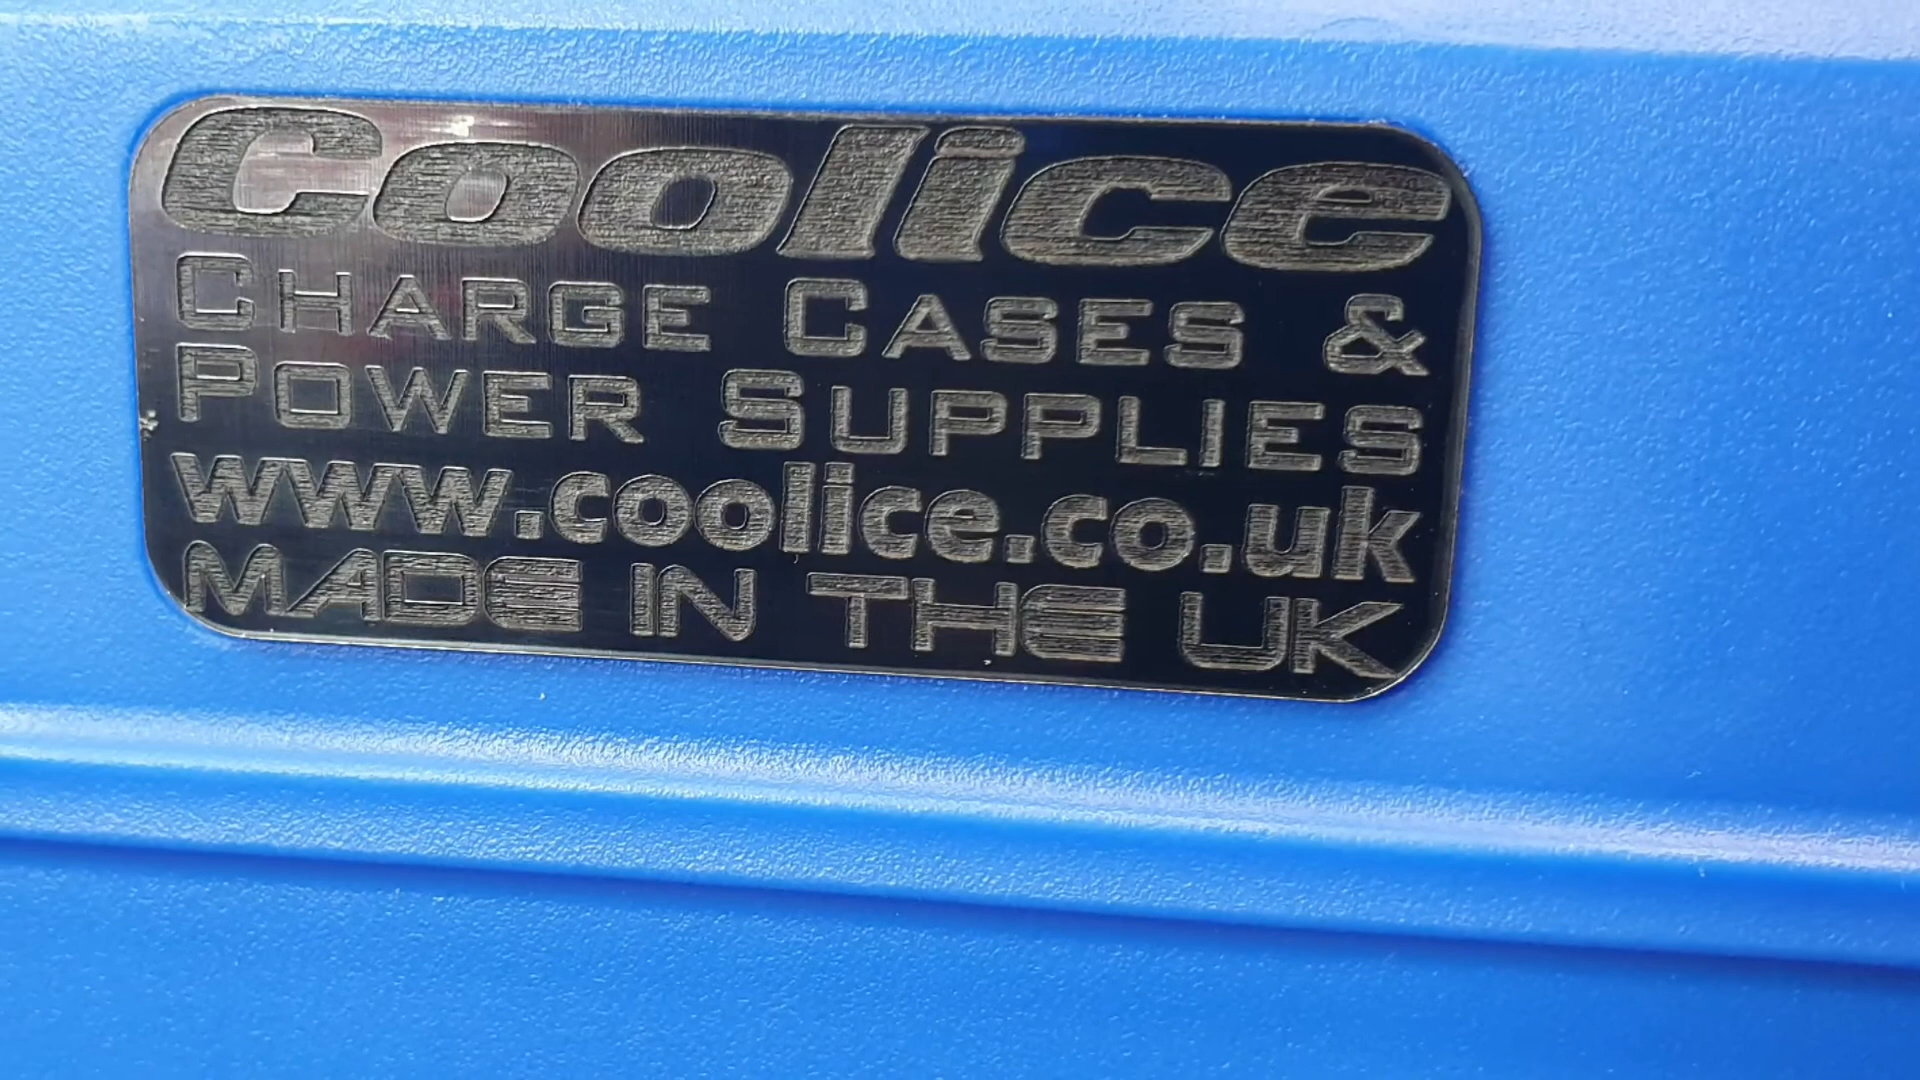 Coolice
CHARGE CASES &
POWER SUPPLIES
www.coolice.co.uk
MADE IN THE UK